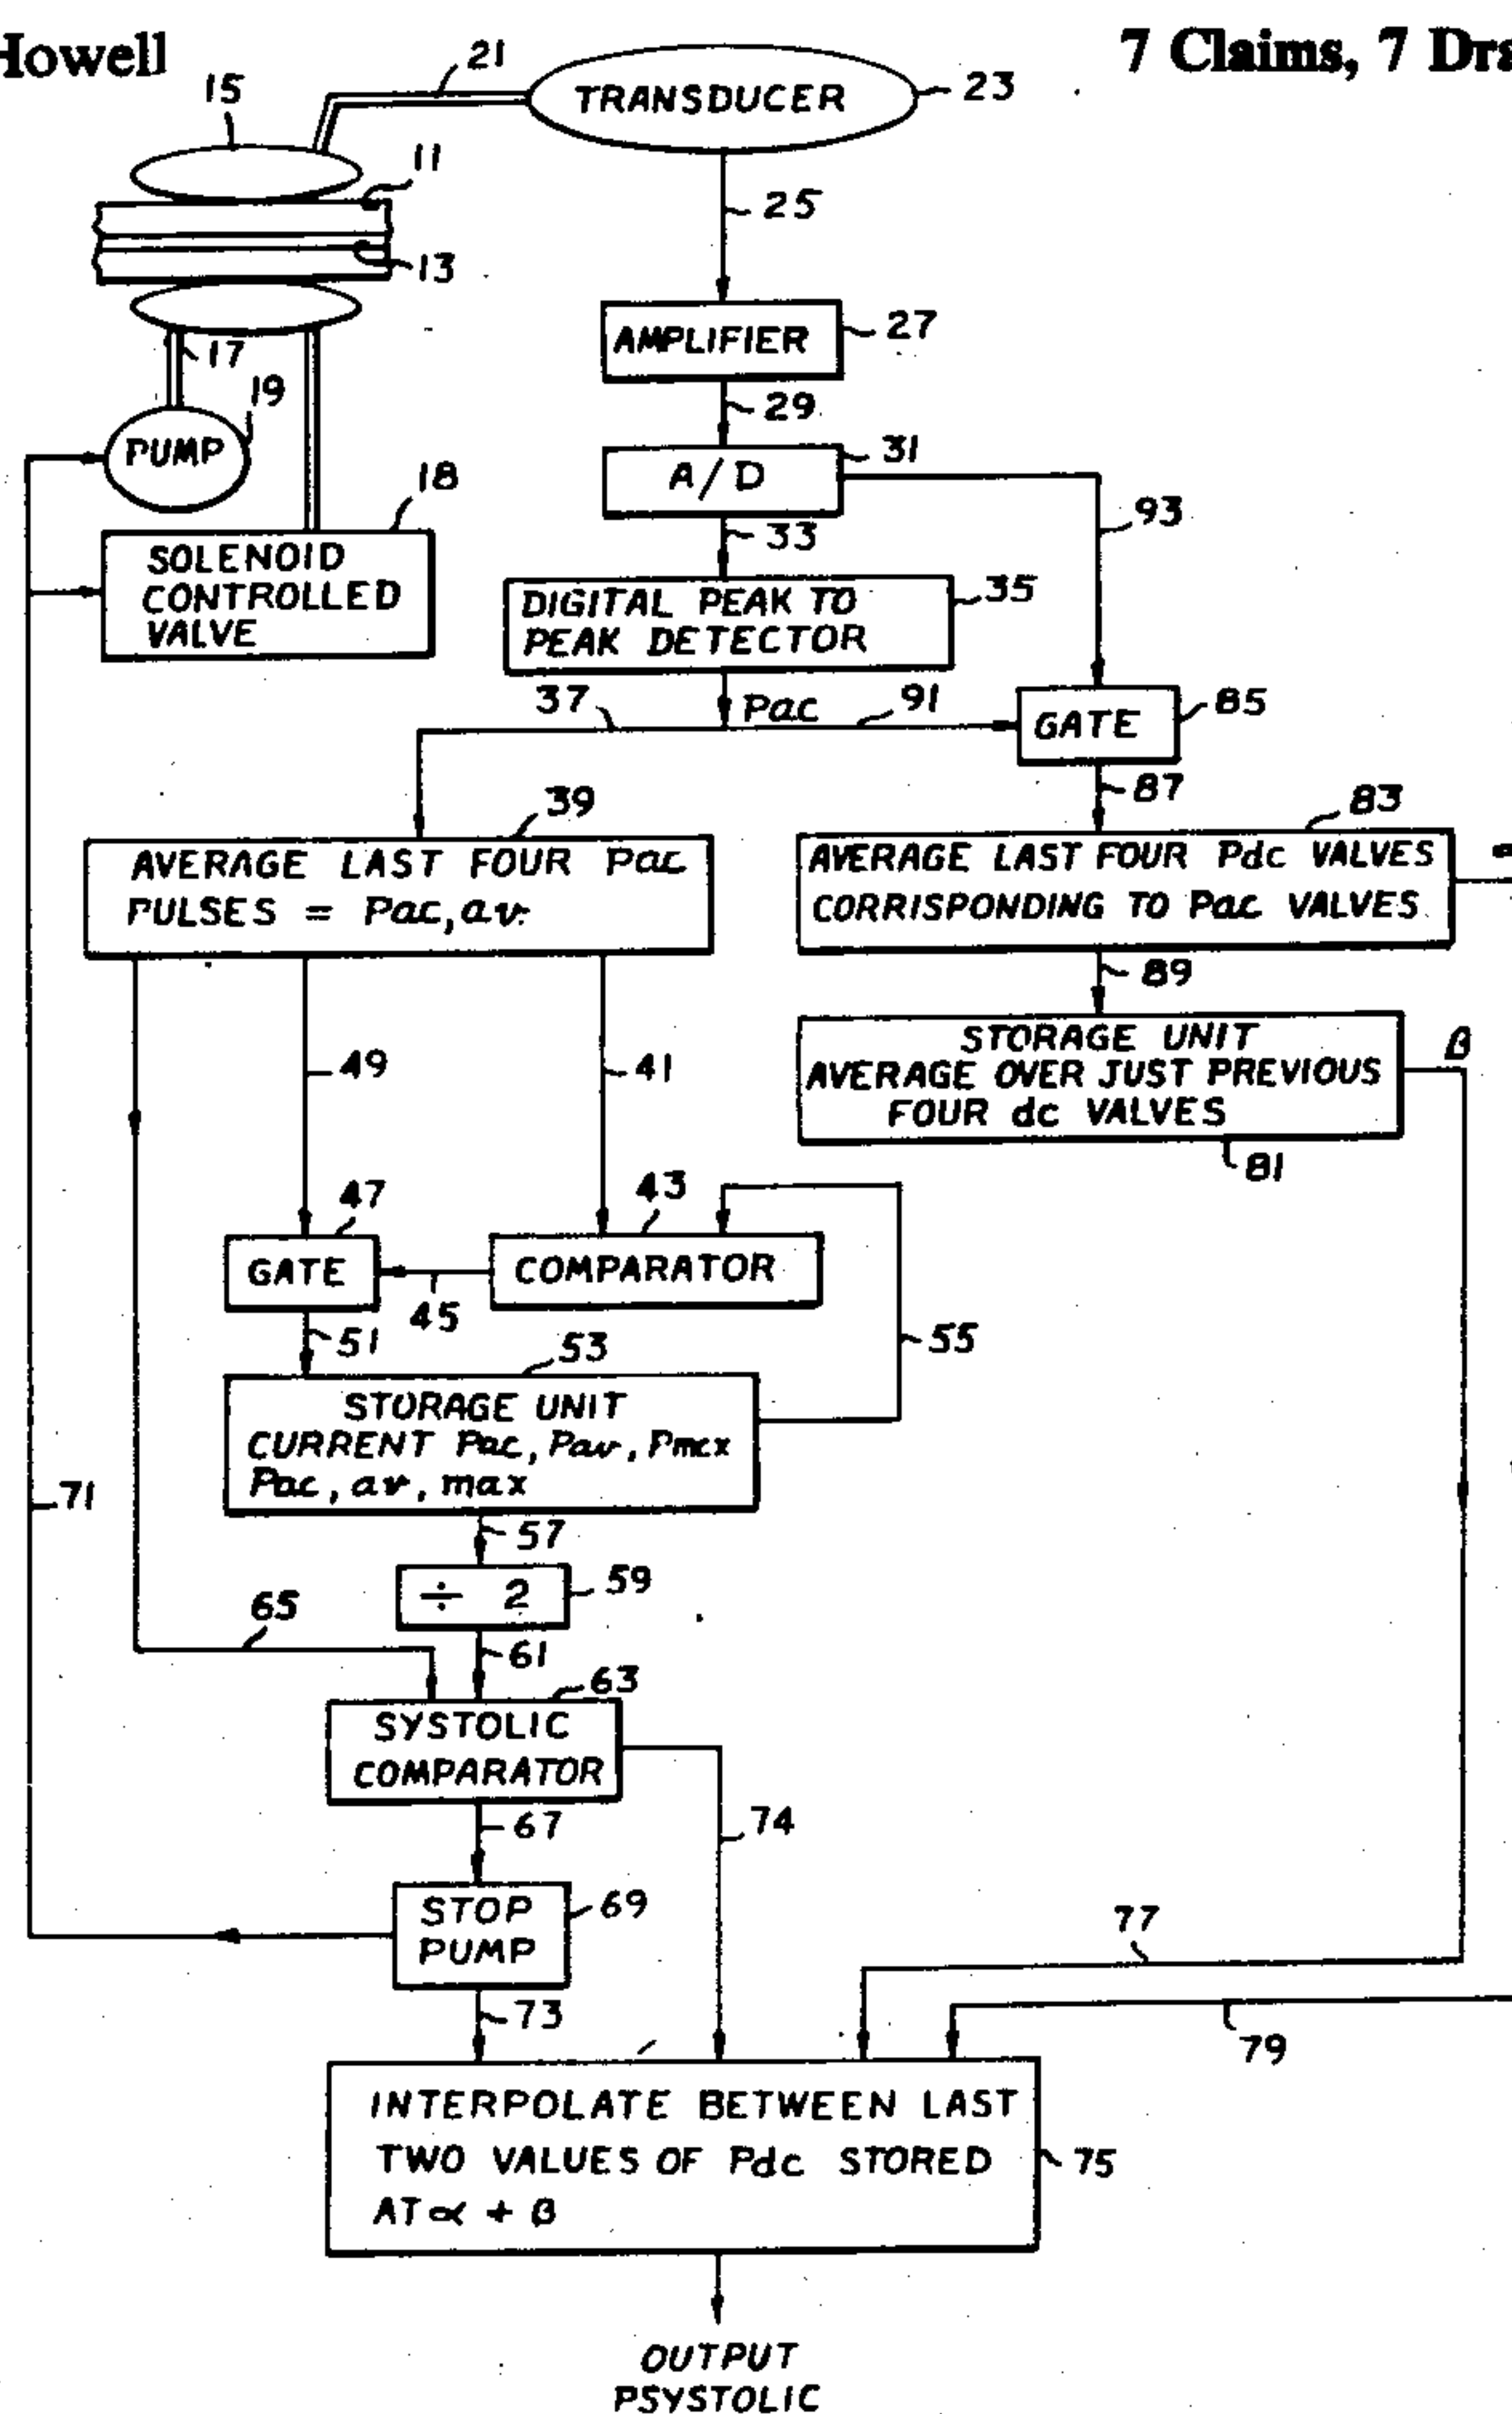 Howell
7 Claims, 7 Dra
21
15
TRANSDUCER
23
11
25
13
AMPLIFIER
27
17
29
19
PUMP
A/D
31
18
93
33
SOLENOID
CONTROLLED
VALVE
DIGITAL PEAK TO
PEAK DETECTOR
35
37
Pac
91
GATE
85
87
39
83
AVERAGE LAST FOUR Pac
PULSES = Pac, av.
AVERAGE LAST FOUR Pdc VALVES
CORRISPONDING TO Pac VALVES
89
STORAGE UNIT
AVERAGE OVER JUST PREVIOUS
FOUR dc VALVES
β
49
41
81
47
43
GATE
COMPARATOR
45
51
53
55
STORAGE UNIT
CURRENT Pac, Pav, Pmcx
Pac, av, max
71
57
÷ 2
59
65
61
63
SYSTOLIC
COMPARATOR
67
74
STOP
PUMP
69
77
73
79
INTERPOLATE BETWEEN LAST
TWO VALUES OF Pdc STORED
AT ∝ + β
75
OUTPUT
PSYSTOLIC